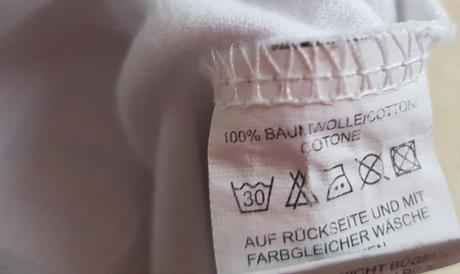 100% BAUMWOLLE/COTTON
COTONE
30
AUF RÜCKSEITE UND MIT
FARBGLEICHER WÄSCHE